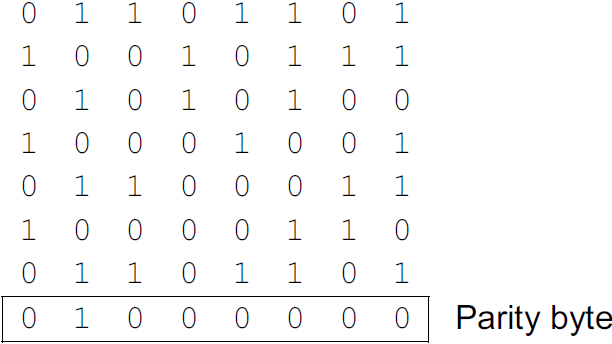 0 1 1 0 1 1 0 1
1 0 0 1 0 1 1 1
0 1 0 1 0 1 0 0
1 0 0 0 1 0 0 1
0 1 1 0 0 0 1 1
1 0 0 0 0 1 1 0
0 1 1 0 1 1 0 1
0 1 0 0 0 0 0 0 Parity byte